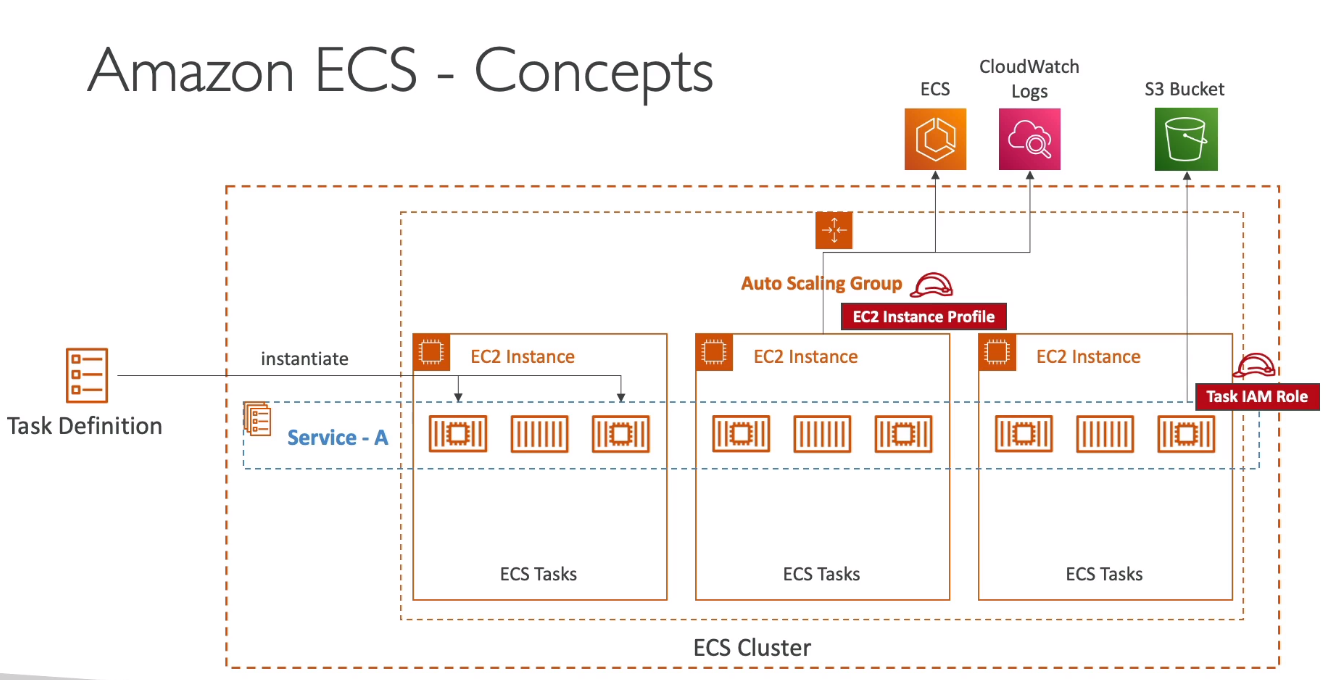 Amazon ECS - Concepts
ECS
CloudWatch
Logs
S3 Bucket
Auto Scaling Group
EC2 Instance Profile
instantiate
EC2 Instance
EC2 Instance
EC2 Instance
Task IAM Role
Task Definition
Service - A
ECS Tasks
ECS Tasks
ECS Tasks
ECS Cluster